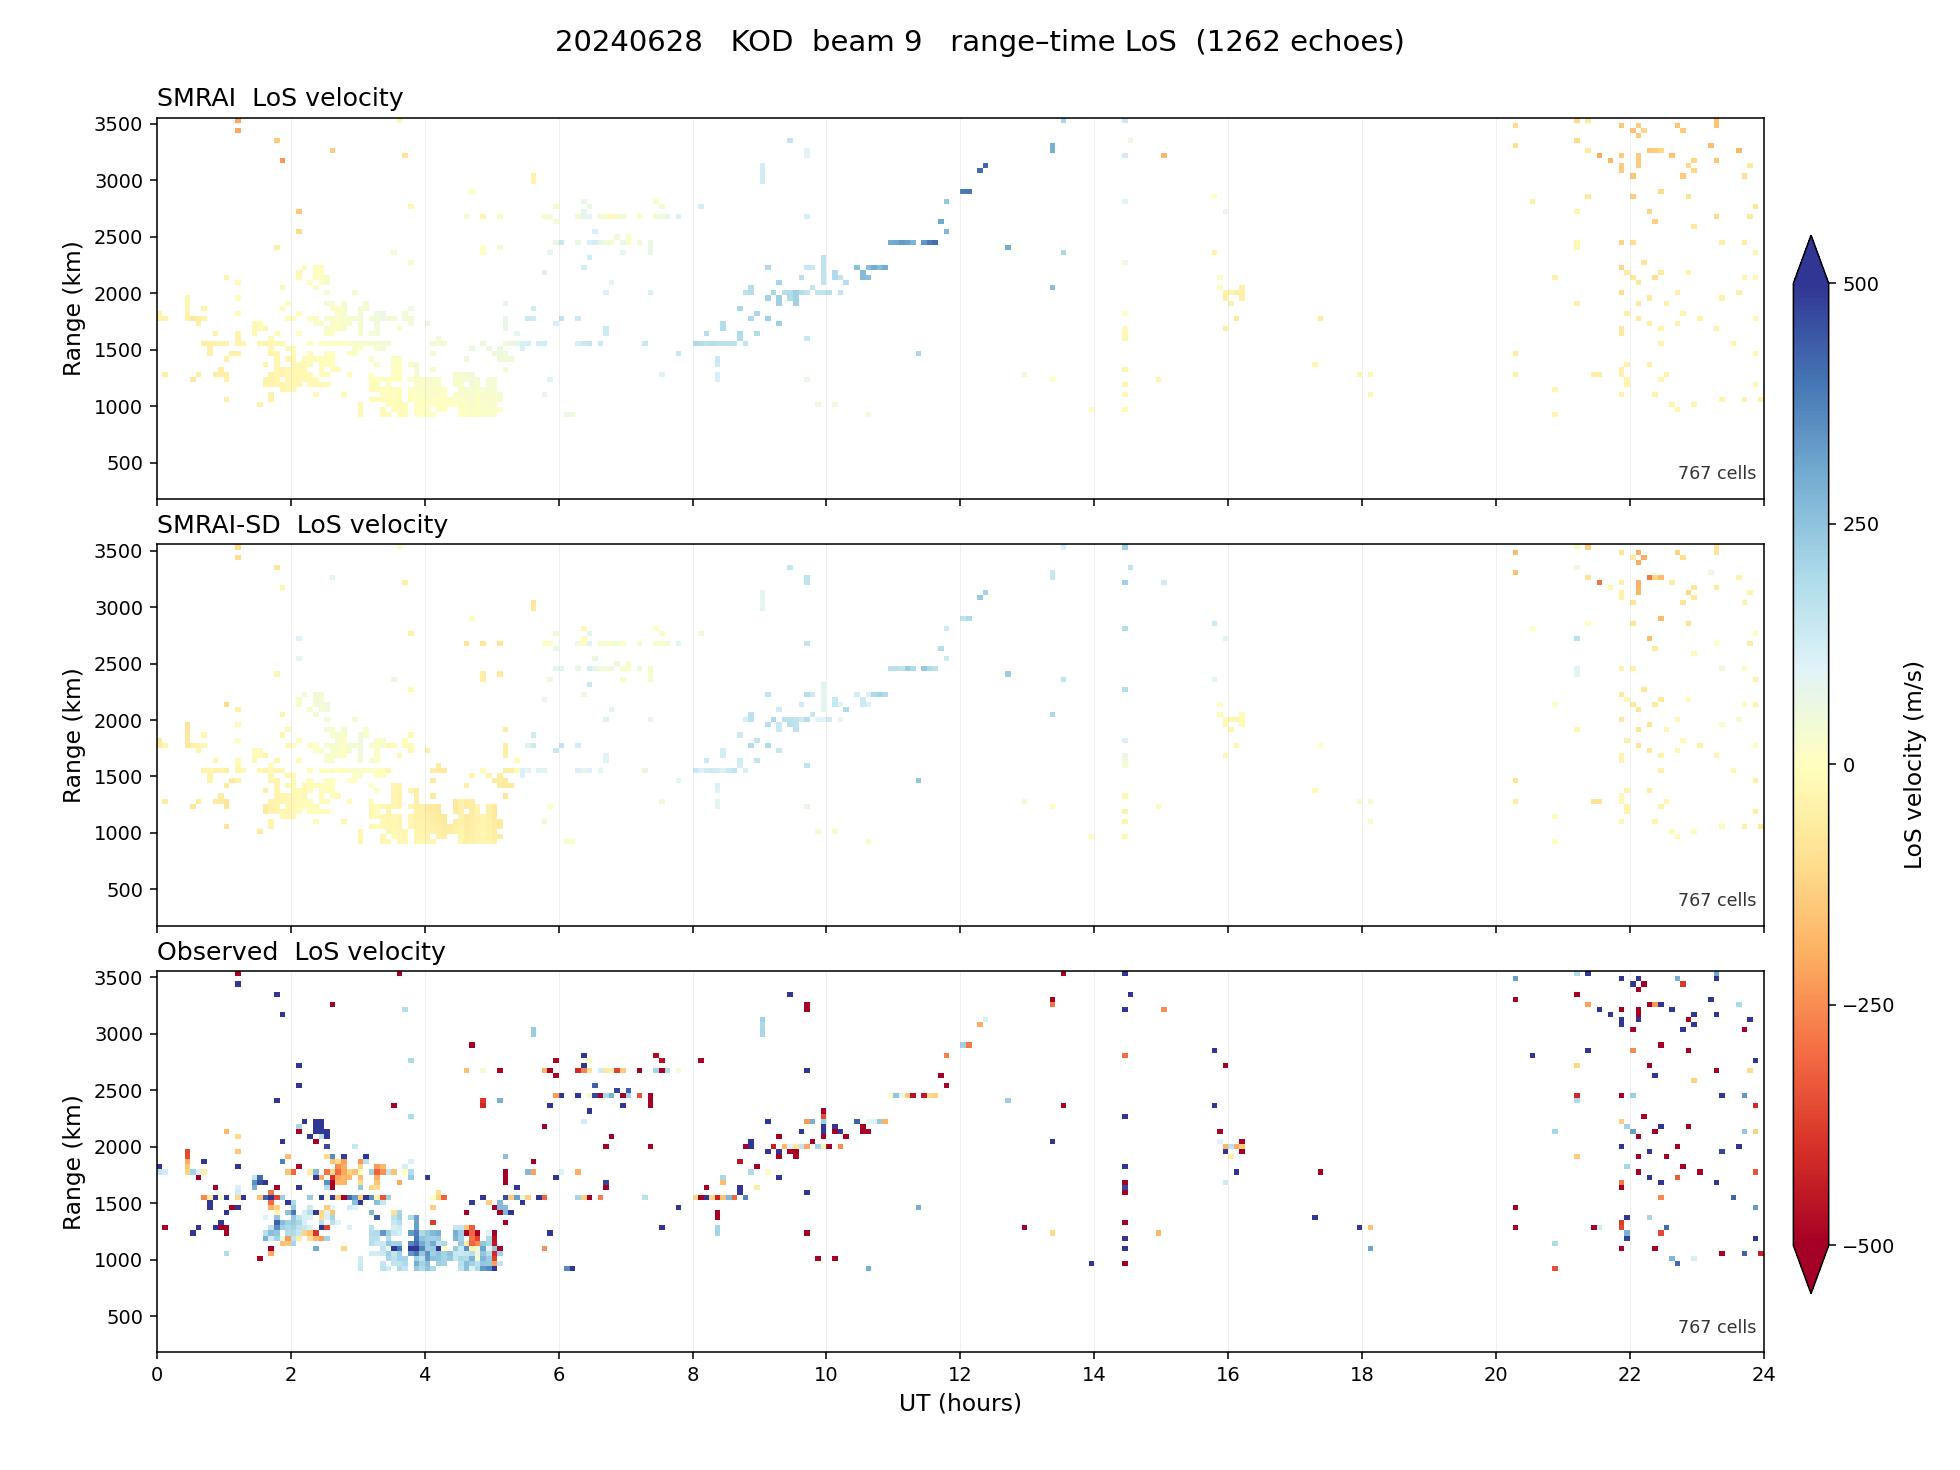 20240628   KOD  beam 9   range–time LoS  (1262 echoes)
SMRAI  LoS velocity
3500
3000
2500
2000
1500
1000
500
Range (km)
767 cells
SMRAI-SD  LoS velocity
3500
3000
2500
2000
1500
1000
500
Range (km)
767 cells
Observed  LoS velocity
3500
3000
2500
2000
1500
1000
500
Range (km)
767 cells
0 2 4 6 8 10 12 14 16 18 20 22 24
UT (hours)
500
250
0
−250
−500
LoS velocity (m/s)